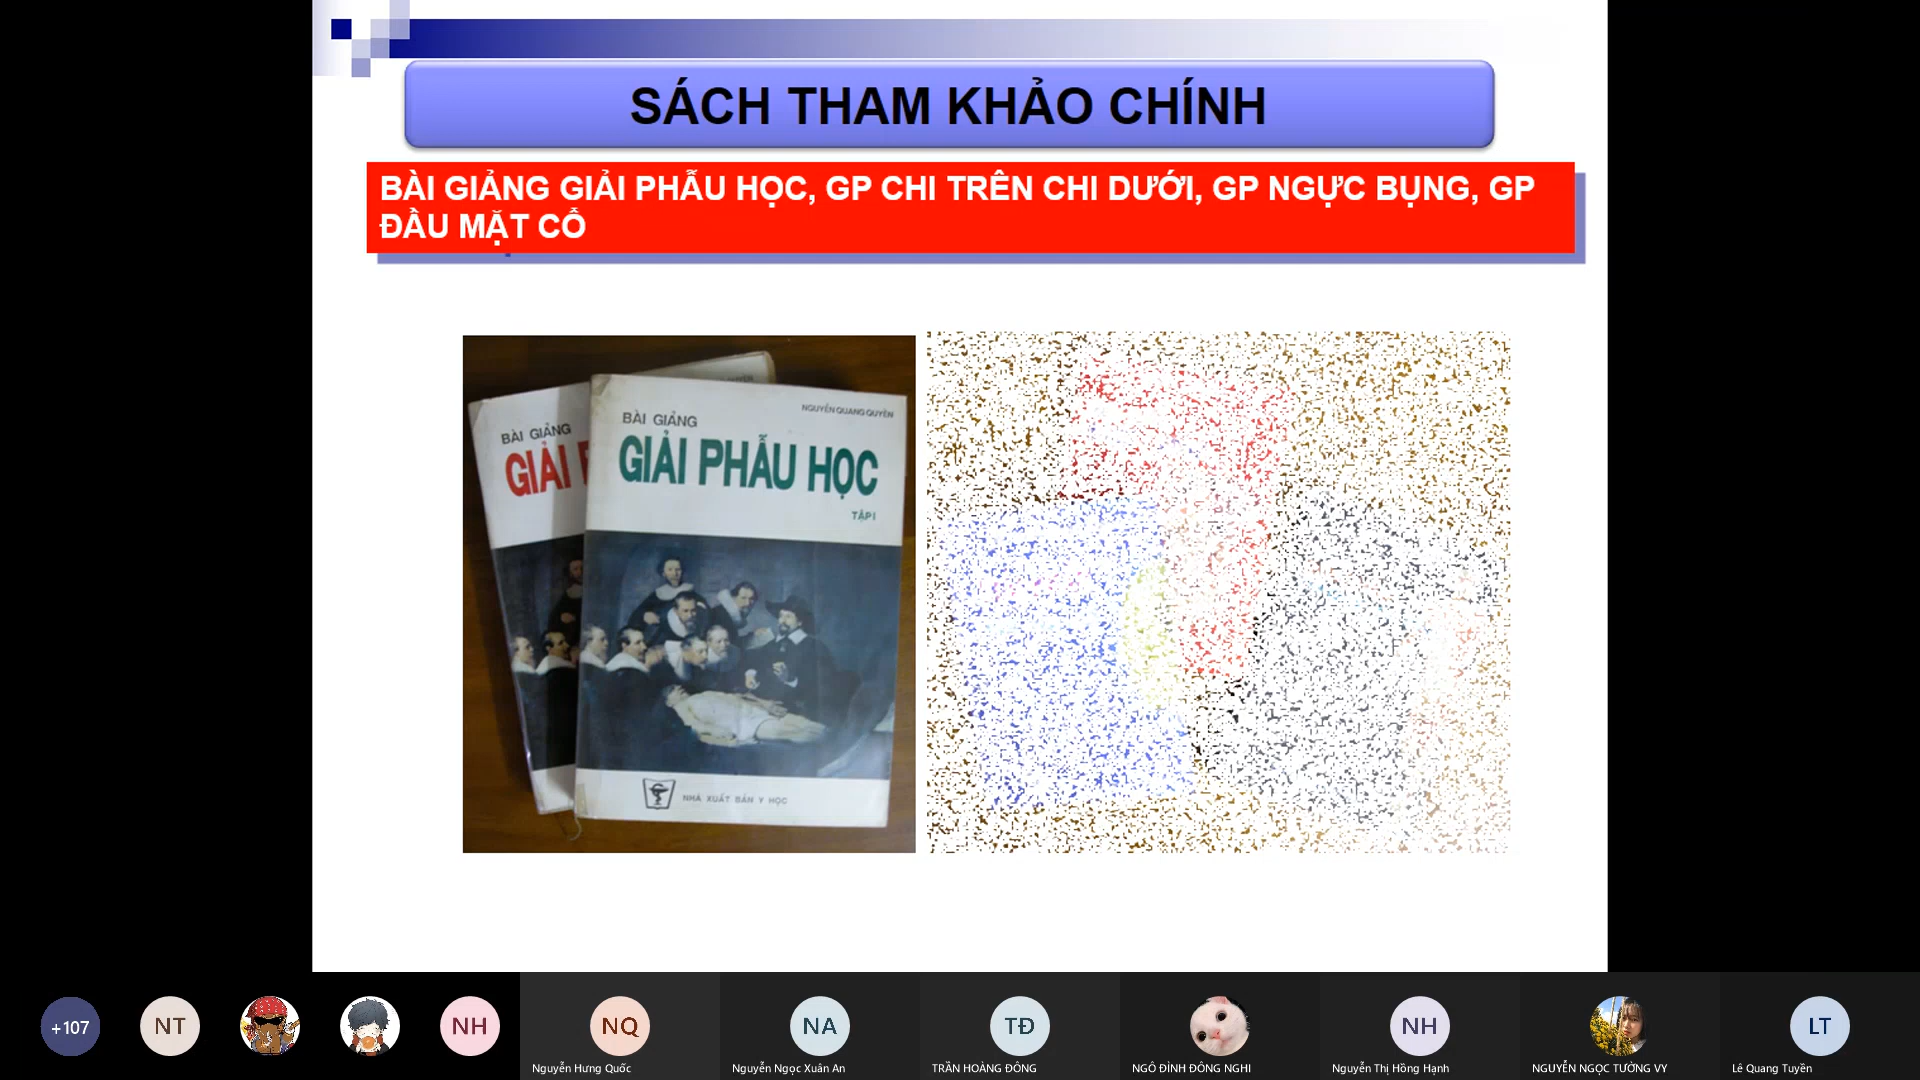 SÁCH THAM KHẢO CHÍNH
BÀI GIẢNG GIẢI PHẪU HỌC, GP CHI TRÊN CHI DƯỚI, GP NGỰC BỤNG, GP
ĐẦU MẶT CỔ
BÀI GIẢNG
GIẢI
NGUYỄN QUANG QUYỀN
BÀI GIẢNG
GIẢI PHẪU HỌC
TẬP I
NHÀ XUẤT BẢN Y HỌC
+107
NT
NH
NQ
NA
TĐ
NH
LT
Nguyễn Hưng Quốc
Nguyễn Ngọc Xuân An
TRẦN HOÀNG ĐÔNG
NGÔ ĐÌNH ĐÔNG NGHI
Nguyễn Thị Hồng Hạnh
NGUYỄN NGỌC TƯỜNG VY
Lê Quang Tuyền